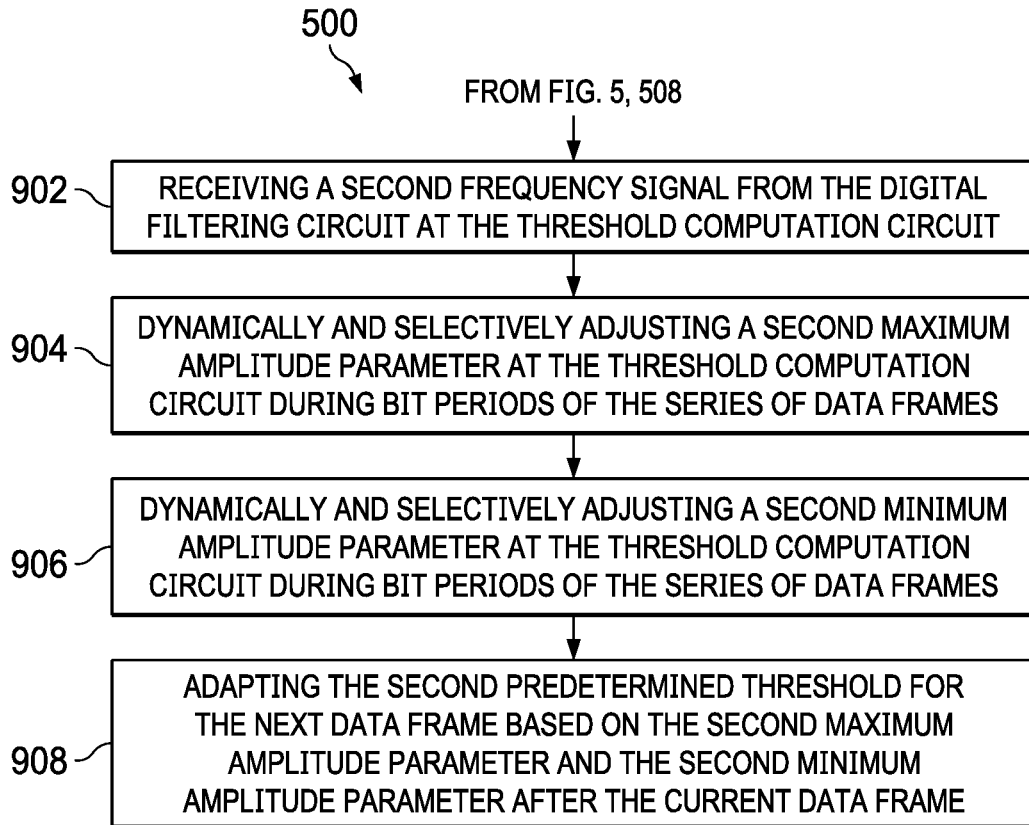 500
FROM FIG. 5, 508
902
RECEIVING A SECOND FREQUENCY SIGNAL FROM THE DIGITAL
FILTERING CIRCUIT AT THE THRESHOLD COMPUTATION CIRCUIT
904
DYNAMICALLY AND SELECTIVELY ADJUSTING A SECOND MAXIMUM
AMPLITUDE PARAMETER AT THE THRESHOLD COMPUTATION
CIRCUIT DURING BIT PERIODS OF THE SERIES OF DATA FRAMES
906
DYNAMICALLY AND SELECTIVELY ADJUSTING A SECOND MINIMUM
AMPLITUDE PARAMETER AT THE THRESHOLD COMPUTATION
CIRCUIT DURING BIT PERIODS OF THE SERIES OF DATA FRAMES
908
ADAPTING THE SECOND PREDETERMINED THRESHOLD FOR
THE NEXT DATA FRAME BASED ON THE SECOND MAXIMUM
AMPLITUDE PARAMETER AND THE SECOND MINIMUM
AMPLITUDE PARAMETER AFTER THE CURRENT DATA FRAME